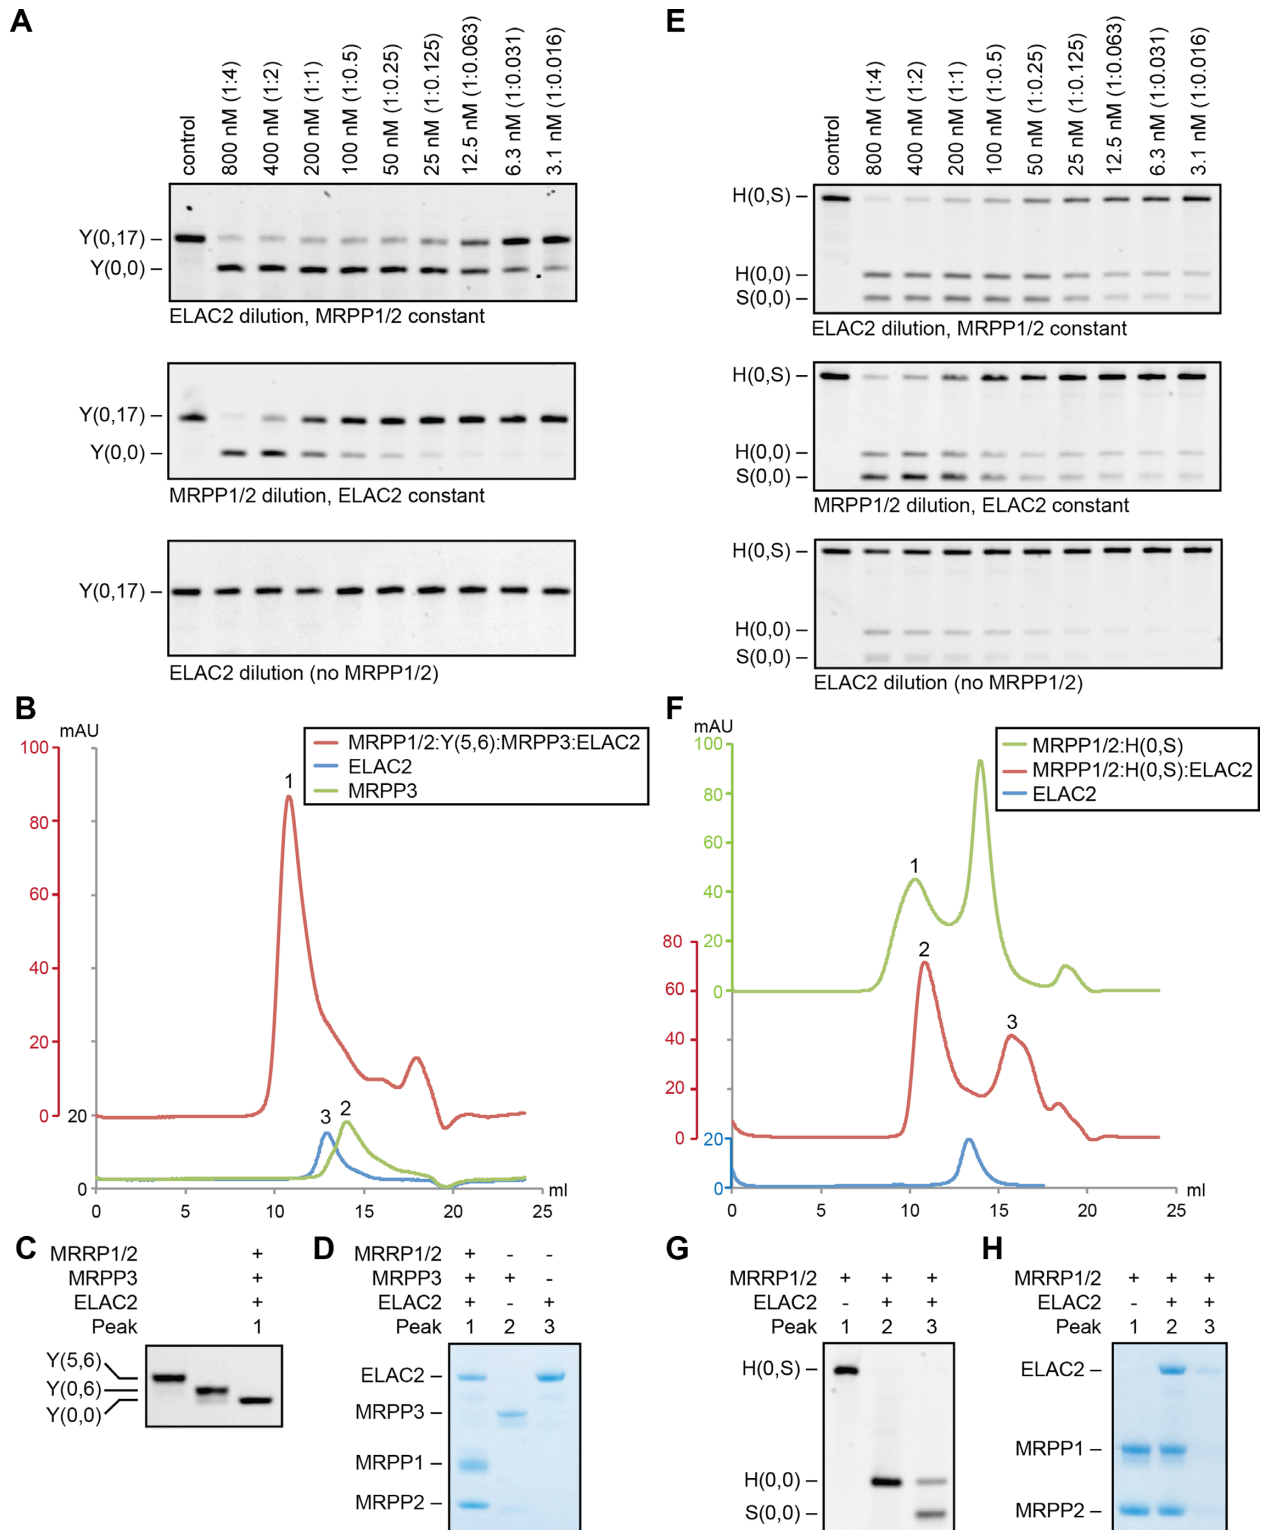 A
control
800 nM (1:4)
400 nM (1:2)
200 nM (1:1)
100 nM (1:0.5)
50 nM (1:0.25)
25 nM (1:0.125)
12.5 nM (1:0.063)
6.3 nM (1:0.031)
3.1 nM (1:0.016)
Y(0,17)
Y(0,0)
ELAC2 dilution, MRPP1/2 constant
Y(0,17)
Y(0,0)
MRPP1/2 dilution, ELAC2 constant
Y(0,17)
ELAC2 dilution (no MRPP1/2)
E
control
800 nM (1:4)
400 nM (1:2)
200 nM (1:1)
100 nM (1:0.5)
50 nM (1:0.25)
25 nM (1:0.125)
12.5 nM (1:0.063)
6.3 nM (1:0.031)
3.1 nM (1:0.016)
H(0,S)
H(0,0)
S(0,0)
ELAC2 dilution, MRPP1/2 constant
H(0,S)
H(0,0)
S(0,0)
MRPP1/2 dilution, ELAC2 constant
H(0,S)
H(0,0)
S(0,0)
ELAC2 dilution (no MRPP1/2)
B
mAU
MRPP1/2:Y(5,6):MRPP3:ELAC2
ELAC2
MRPP3
100
80
60
40
20
0
20
0
1
3 2
0 5 10 15 20 25
ml
F
mAU
MRPP1/2:H(0,S)
MRPP1/2:H(0,S):ELAC2
ELAC2
100
80
60
40
20
0
80
60
40
20
0
20
0
1
2
3
0 5 10 15 20 25
ml
C
MRRP1/2 +
MRPP3 +
ELAC2 +
Peak 1
Y(5,6)
Y(0,6)
Y(0,0)
D
MRRP1/2 + - -
MRPP3 + + -
ELAC2 + - +
Peak 1 2 3
ELAC2
MRPP3
MRPP1
MRPP2
G
MRRP1/2 + + +
ELAC2 - + +
Peak 1 2 3
H(0,S)
H(0,0)
S(0,0)
H
MRRP1/2 + + +
ELAC2 - + +
Peak 1 2 3
ELAC2
MRPP1
MRPP2